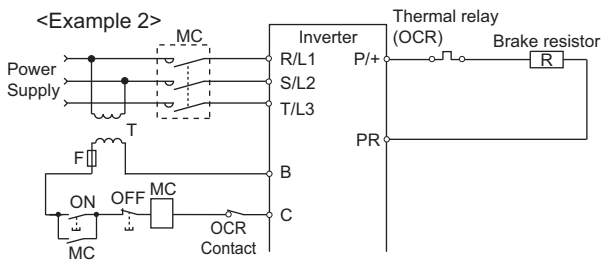 <Example 2>
MC
Inverter
Thermal relay
(OCR)
Brake resistor
Power
Supply
R/L1
S/L2
T/L3
P/+
R
T
PR
F
B
ON
OFF
MC
C
MC
OCR
Contact